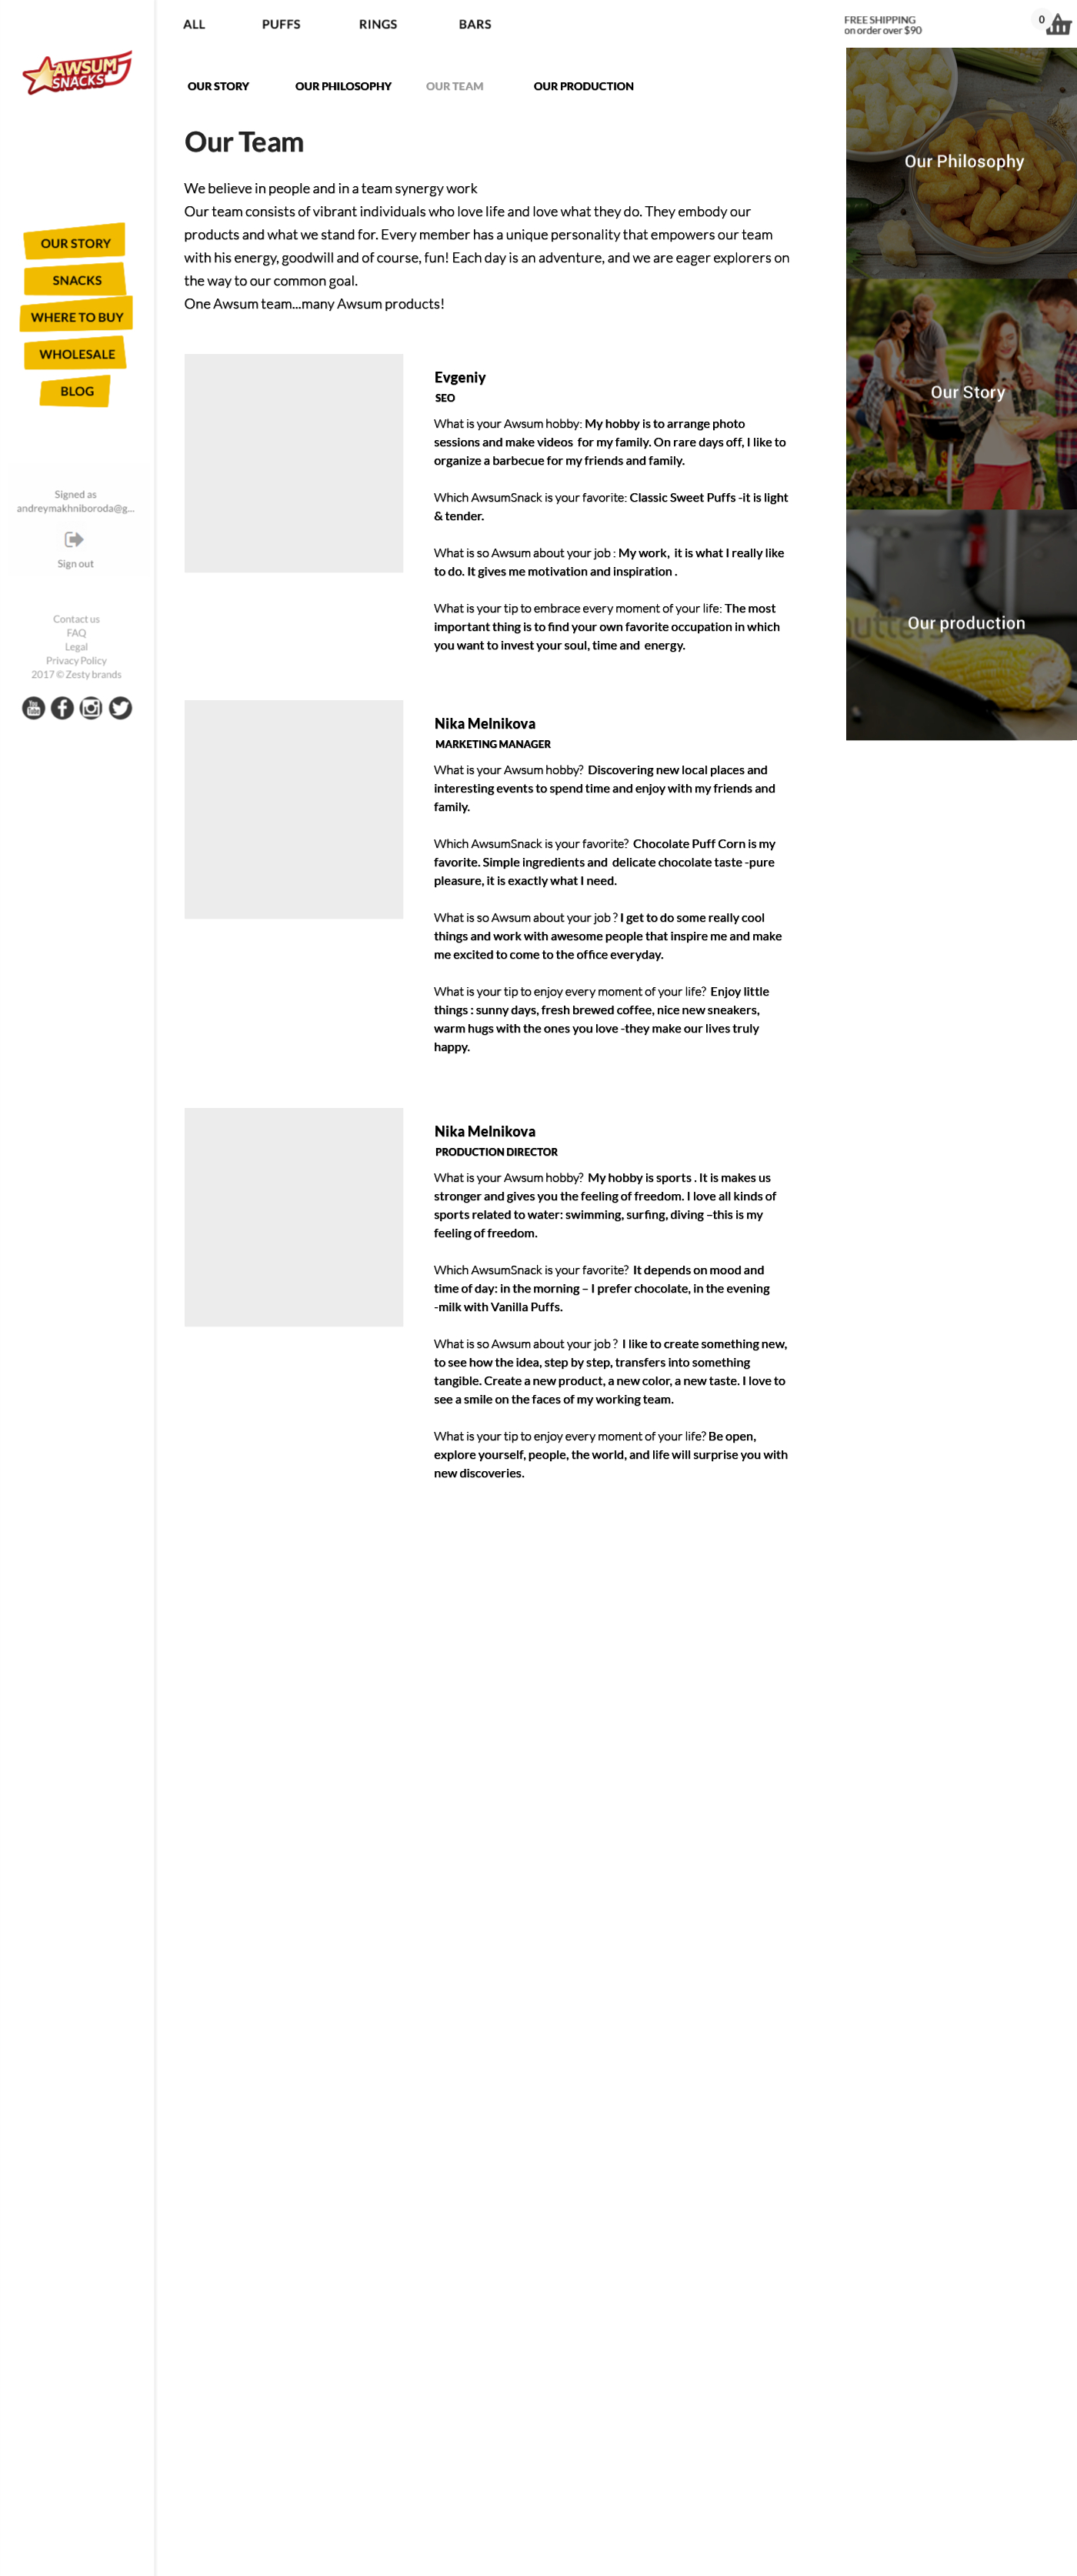 ALL PUFFS RINGS BARS
FREE SHIPPING
on order over $90
0
AWSUM
SNACKS
OUR STORY
SNACKS
WHERE TO BUY
WHOLESALE
BLOG
Signed as
andreymakhniboroda@g...
Sign out
Contact us
FAQ
Legal
Privacy Policy
2017 © Zesty brands
You
Tube
OUR STORY OUR PHILOSOPHY OUR TEAM OUR PRODUCTION
Our Team
We believe in people and in a team synergy work
Our team consists of vibrant individuals who love life and love what they do. They embody our
products and what we stand for. Every member has a unique personality that empowers our team
with his energy, goodwill and of course, fun! Each day is an adventure, and we are eager explorers on
the way to our common goal.
One Awsum team...many Awsum products!
Evgeniy
SEO
What is your Awsum hobby: My hobby is to arrange photo
sessions and make videos for my family. On rare days off, I like to
organize a barbecue for my friends and family.
Which AwsumSnack is your favorite: Classic Sweet Puffs -it is light
& tender.
What is so Awsum about your job : My work, it is what I really like
to do. It gives me motivation and inspiration .
What is your tip to embrace every moment of your life: The most
important thing is to find your own favorite occupation in which
you want to invest your soul, time and energy.
Nika Melnikova
MARKETING MANAGER
What is your Awsum hobby? Discovering new local places and
interesting events to spend time and enjoy with my friends and
family.
Which AwsumSnack is your favorite? Chocolate Puff Corn is my
favorite. Simple ingredients and delicate chocolate taste -pure
pleasure, it is exactly what I need.
What is so Awsum about your job ? I get to do some really cool
things and work with awesome people that inspire me and make
me excited to come to the office everyday.
What is your tip to enjoy every moment of your life? Enjoy little
things : sunny days, fresh brewed coffee, nice new sneakers,
warm hugs with the ones you love -they make our lives truly
happy.
Nika Melnikova
PRODUCTION DIRECTOR
What is your Awsum hobby? My hobby is sports . It is makes us
stronger and gives you the feeling of freedom. I love all kinds of
sports related to water: swimming, surfing, diving –this is my
feeling of freedom.
Which AwsumSnack is your favorite? It depends on mood and
time of day: in the morning – I prefer chocolate, in the evening
-milk with Vanilla Puffs.
What is so Awsum about your job ? I like to create something new,
to see how the idea, step by step, transfers into something
tangible. Create a new product, a new color, a new taste. I love to
see a smile on the faces of my working team.
What is your tip to enjoy every moment of your life? Be open,
explore yourself, people, the world, and life will surprise you with
new discoveries.
Our Philosophy
Our Story
Our production